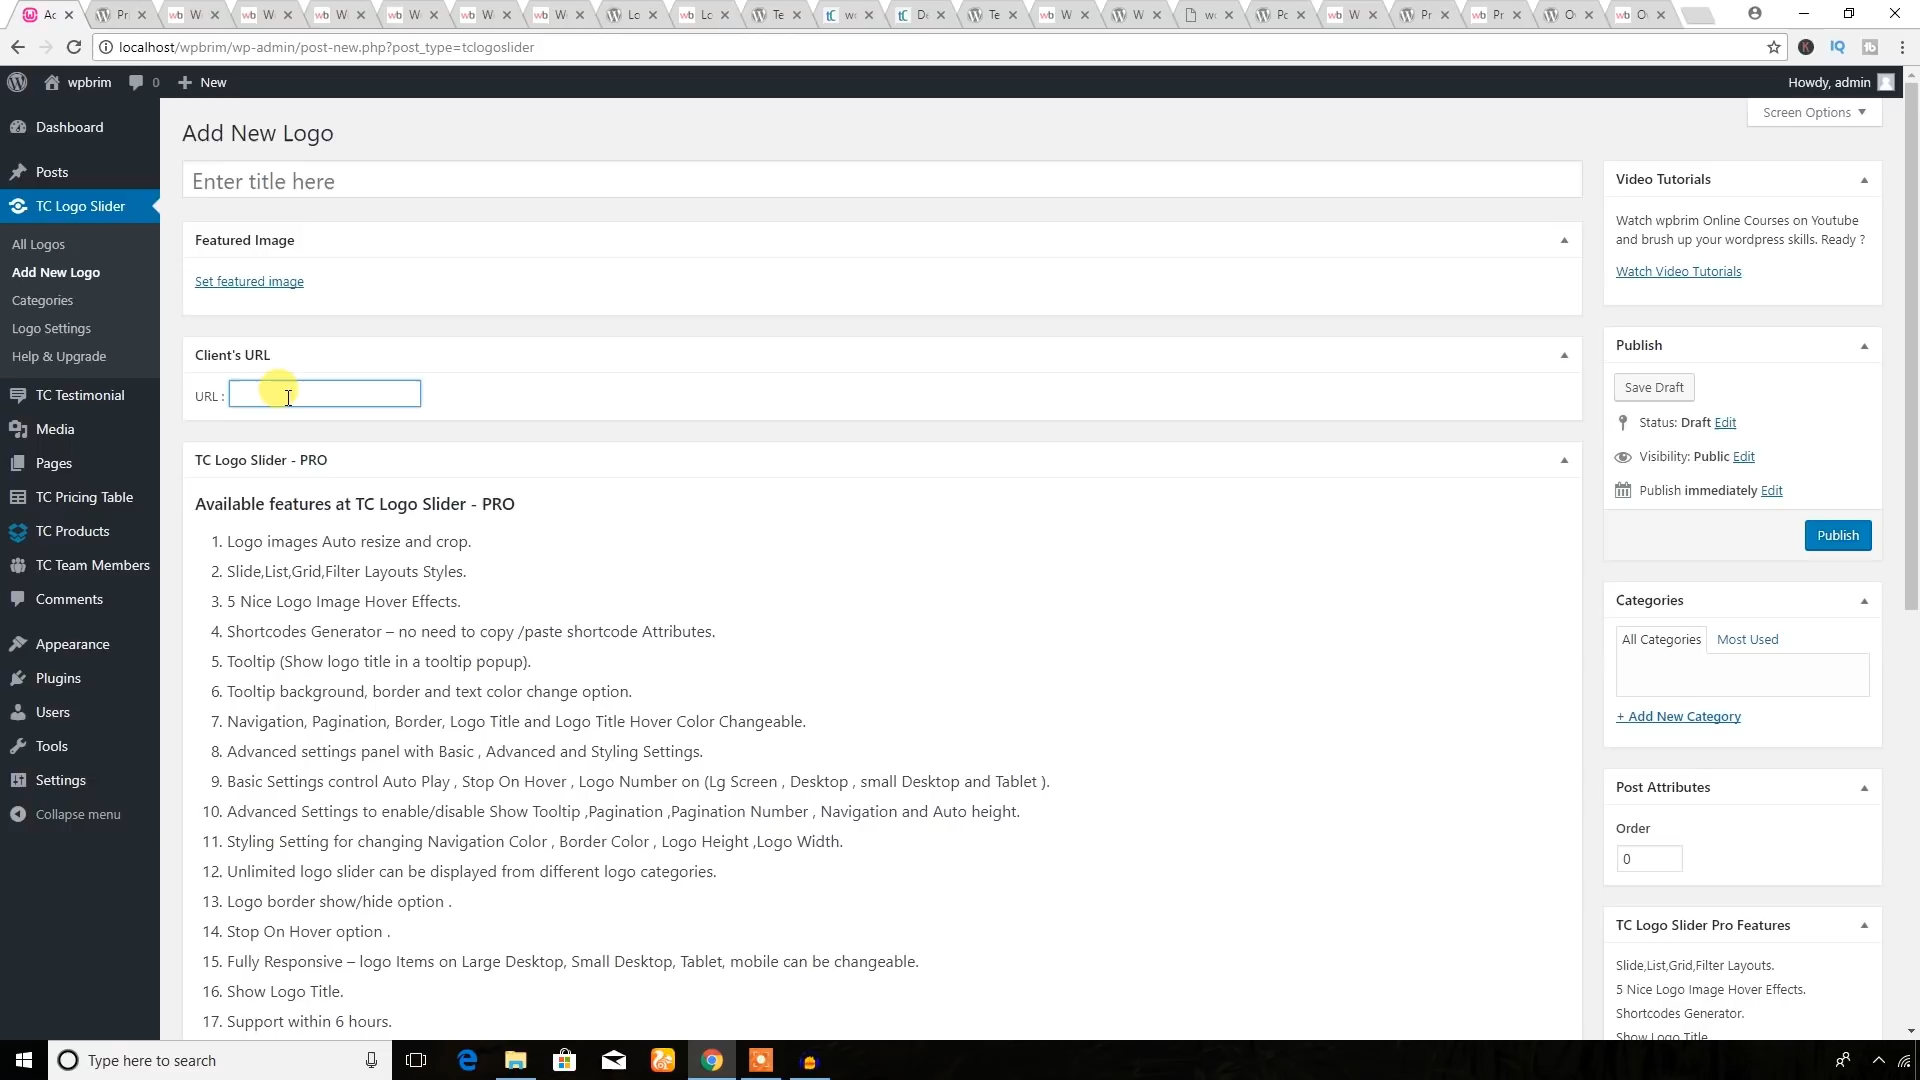 Ac
Pr
W
W
W
W
W
W
Lo
Lo
Te
w
De
Te
W
W
wo
Po
W
Pr
Pr
O
O
localhost/wpbrim/wp-admin/post-new.php?post_type=tclogoslider
wpbrim
0
New
Howdy, admin
Screen Options
Dashboard
Posts
TC Logo Slider
All Logos
Add New Logo
Categories
Logo Settings
Help & Upgrade
TC Testimonial
Media
Pages
TC Pricing Table
TC Products
TC Team Members
Comments
Appearance
Plugins
Users
Tools
Settings
Collapse menu
Add New Logo
Enter title here
Featured Image
Set featured image
Client's URL
URL :
TC Logo Slider - PRO
Available features at TC Logo Slider - PRO
1. Logo images Auto resize and crop.
2. Slide,List,Grid,Filter Layouts Styles.
3. 5 Nice Logo Image Hover Effects.
4. Shortcodes Generator – no need to copy /paste shortcode Attributes.
5. Tooltip (Show logo title in a tooltip popup).
6. Tooltip background, border and text color change option.
7. Navigation, Pagination, Border, Logo Title and Logo Title Hover Color Changeable.
8. Advanced settings panel with Basic , Advanced and Styling Settings.
9. Basic Settings control Auto Play , Stop On Hover , Logo Number on (Lg Screen , Desktop , small Desktop and Tablet ).
10. Advanced Settings to enable/disable Show Tooltip ,Pagination ,Pagination Number , Navigation and Auto height.
11. Styling Setting for changing Navigation Color , Border Color , Logo Height ,Logo Width.
12. Unlimited logo slider can be displayed from different logo categories.
13. Logo border show/hide option .
14. Stop On Hover option .
15. Fully Responsive – logo Items on Large Desktop, Small Desktop, Tablet, mobile can be changeable.
16. Show Logo Title.
17. Support within 6 hours.
Video Tutorials
Watch wpbrim Online Courses on Youtube
and brush up your wordpress skills. Ready ?
Watch Video Tutorials
Publish
Save Draft
Status: Draft Edit
Visibility: Public Edit
Publish immediately Edit
Publish
Categories
All Categories
Most Used
+ Add New Category
Post Attributes
Order
0
TC Logo Slider Pro Features
Slide,List,Grid,Filter Layouts.
5 Nice Logo Image Hover Effects.
Shortcodes Generator.
Show Logo Title
Type here to search